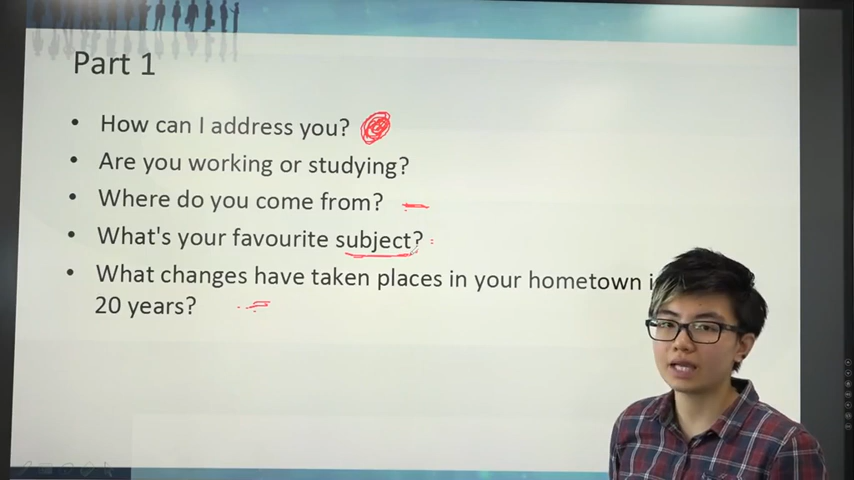 Part 1
• How can I address you?
• Are you working or studying?
• Where do you come from?
• What's your favourite subject?
• What changes have taken places in your hometown
20 years?